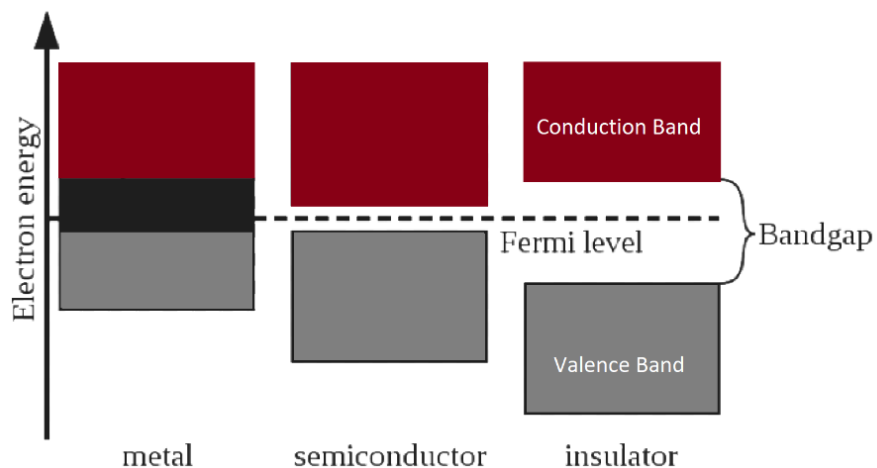 Electron energy
Conduction Band
Fermi level
Bandgap
Valence Band
metal
semiconductor
insulator